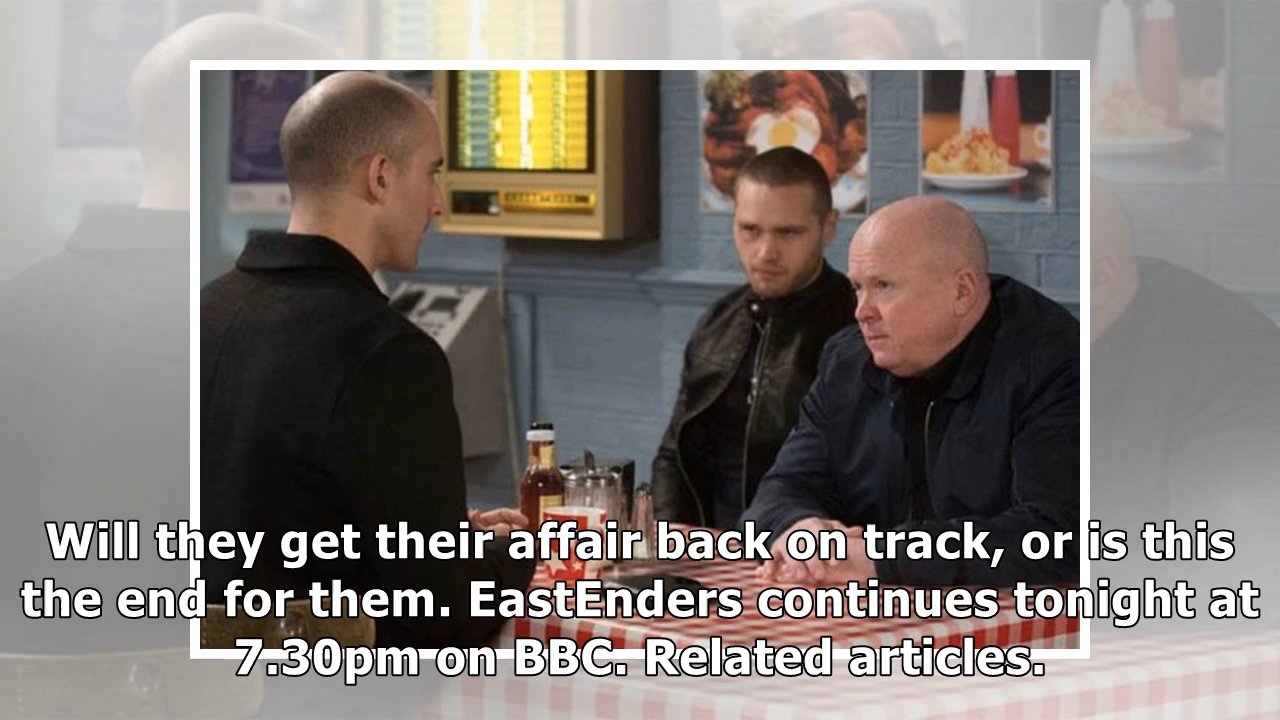 Will they get their affair back on track, or is this
the end for them. EastEnders continues tonight at
7.30pm on BBC. Related articles.